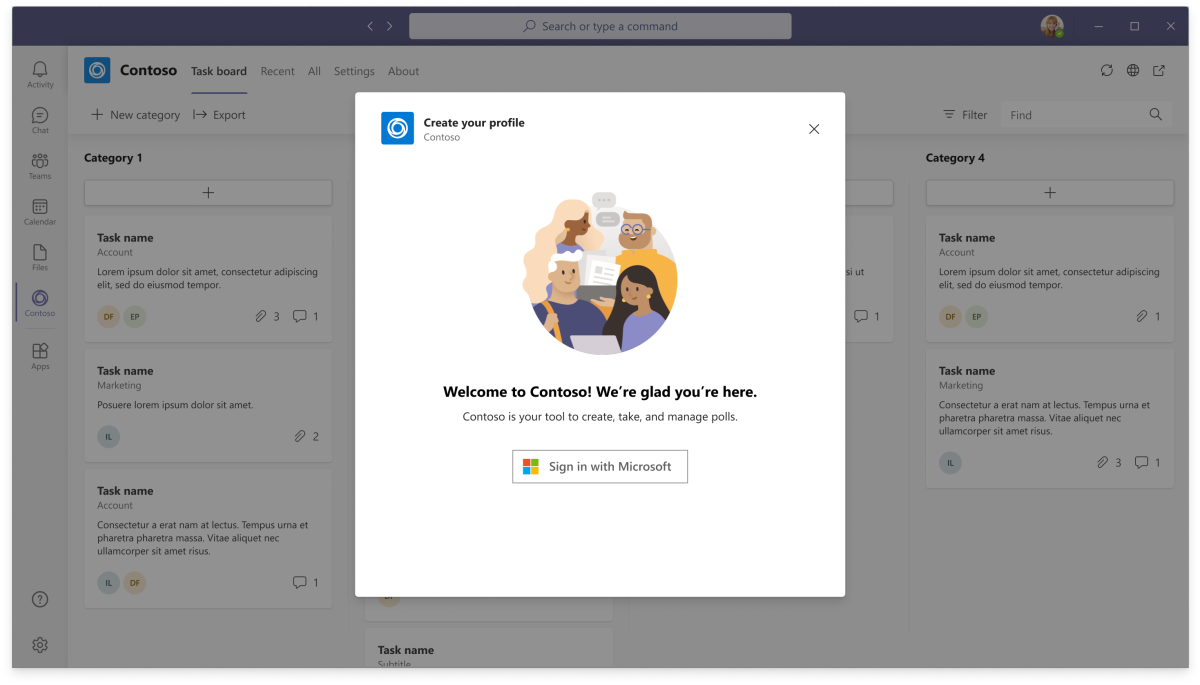 Search or type a command
Activity
Chat
Teams
Calendar
Files
Contoso
Apps
Contoso
Task board
Recent
All
Settings
About
New category
Export
Filter
Find
Category 1
Task name
Account
Lorem ipsum dolor sit amet, consectetur adipiscing
elit, sed do eiusmod tempor.
DF
EP
3
1
Task name
Marketing
Posuere lorem ipsum dolor sit amet.
IL
2
Task name
Account
Consectetur a erat nam at lectus. Tempus urna et
pharetra pharetra massa. Vitae aliquet nec
ullamcorper sit amet risus.
IL
DF
1
Create your profile
Contoso
Welcome to Contoso! We’re glad you’re here.
Contoso is your tool to create, take, and manage polls.
Sign in with Microsoft
Task name
Subtitle
si ut
1
Category 4
Task name
Account
Lorem ipsum dolor sit amet, consectetur adipiscing
elit, sed do eiusmod tempor.
DF
EP
1
Task name
Marketing
Consectetur a erat nam at lectus. Tempus urna et
pharetra pharetra massa. Vitae aliquet nec
ullamcorper sit amet risus.
IL
3
1